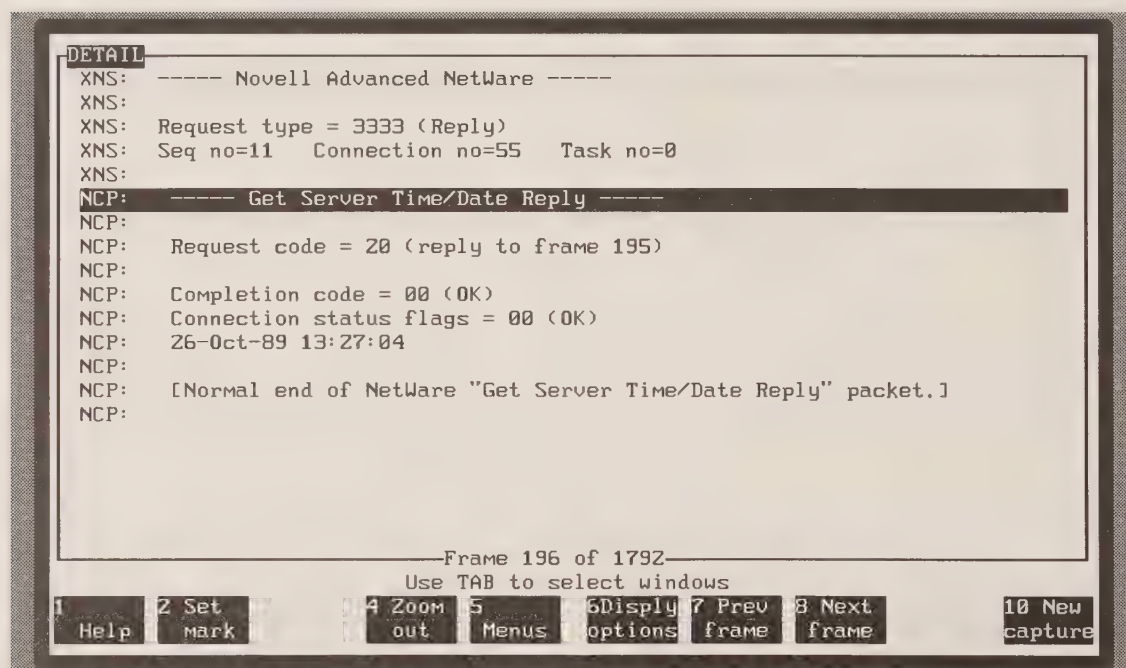 DETAIL
XNS: ----- Novell Advanced NetWare -----
XNS:
XNS: Request type = 3333 (Reply)
XNS: Seq no=11 Connection no=55 Task no=0
XNS:
NCP: ----- Get Server Time/Date Reply -----
NCP:
NCP: Request code = 20 (reply to frame 195)
NCP:
NCP: Completion code = 00 (OK)
NCP: Connection status flags = 00 (OK)
NCP: 26-Oct-89 13:27:04
NCP:
NCP: [Normal end of NetWare "Get Server Time/Date Reply" packet.]
NCP:
Frame 196 of 1792
Use TAB to select windows
1 2 Set 4 Zoom 5 6Disply 7 Prev 8 Next 10 New
Help mark out Menus options frame frame capture